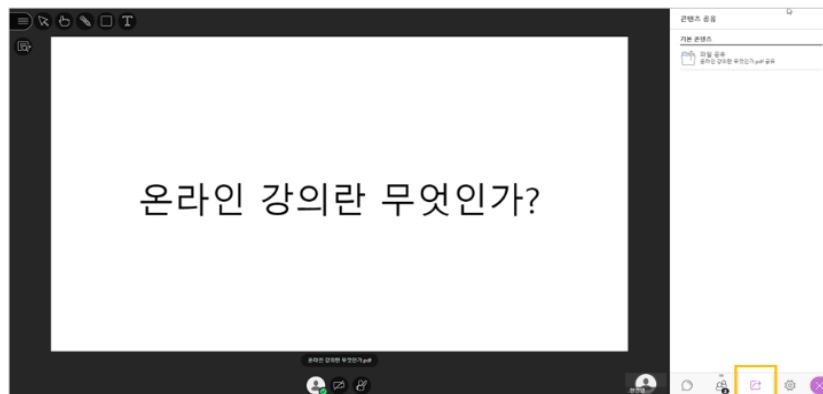 콘텐츠 공유
기본 콘텐츠
파일 공유
온라인 강의란 무엇인가.pdf 공유
온라인 강의란 무엇인가?
온라인 강의란 무엇인가.pdf